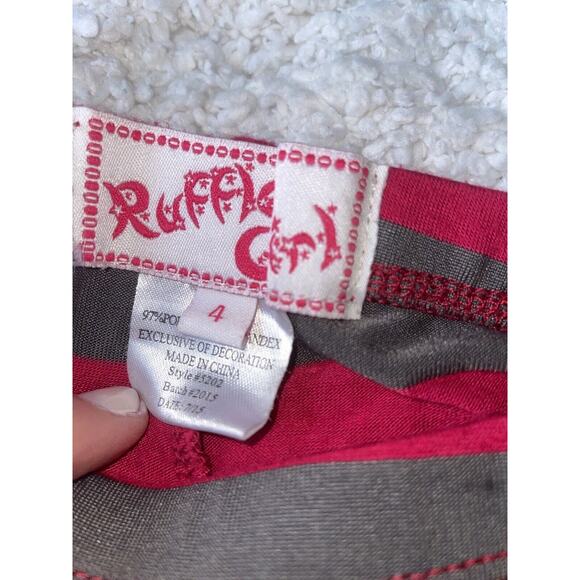 Ruffle
Girl
4
97%PO ANDEX
EXCLUSIVE OF DECORATION
MADE IN CHINA
Style #5202
Batch #2015
DATE: 7/15